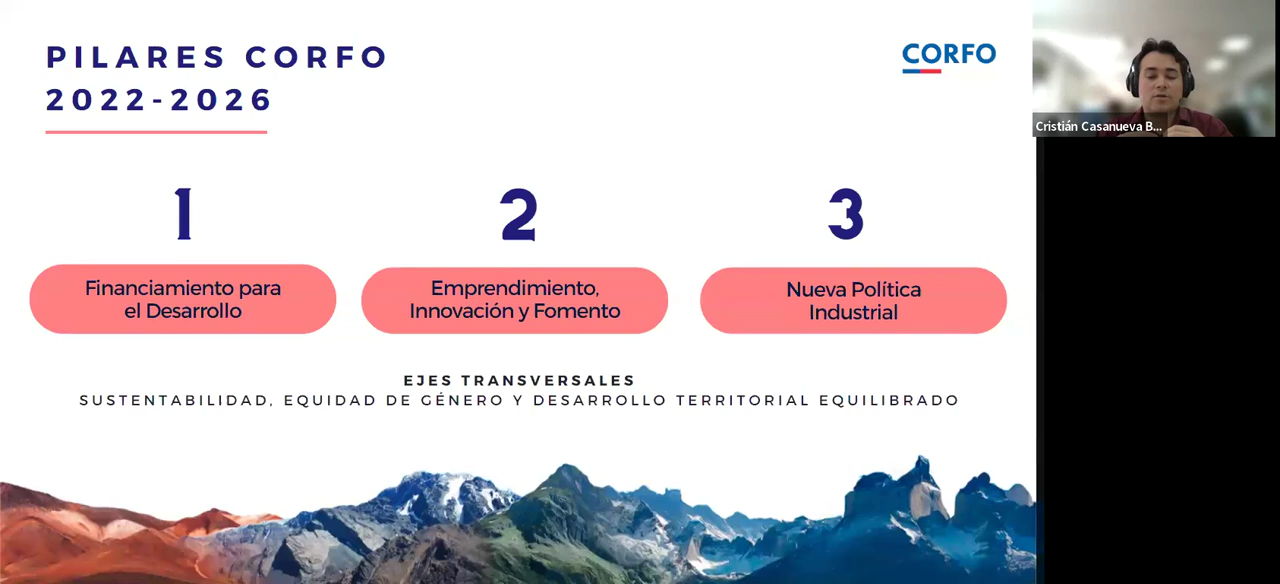 PILARES CORFO
2022-2026
CORFO
Cristián Casanueva B...
1
2
3
Financiamiento para
el Desarrollo
Emprendimiento,
Innovación y Fomento
Nueva Política
Industrial
EJES TRANSVERSALES
SUSTENTABILIDAD, EQUIDAD DE GÉNERO Y DESARROLLO TERRITORIAL EQUILIBRADO